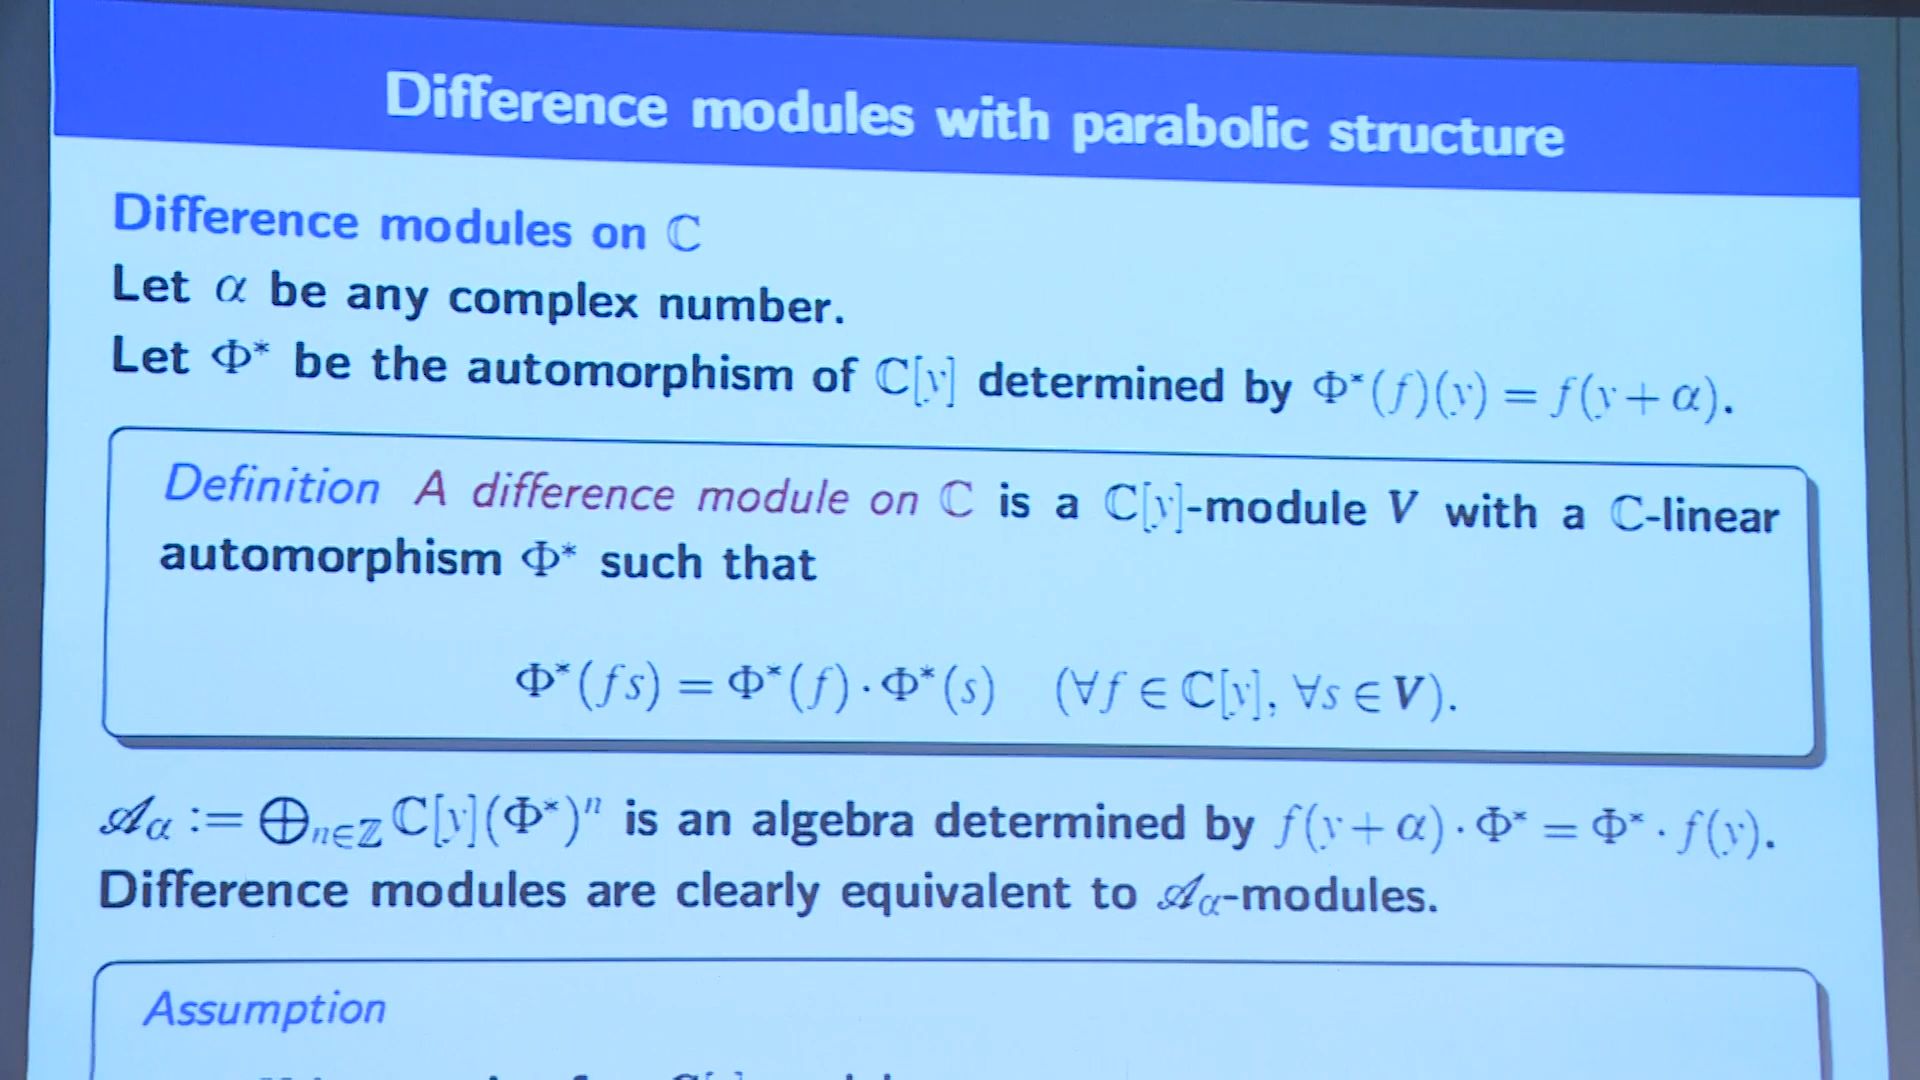 Difference modules with parabolic structure
Difference modules on ℂ
Let α be any complex number.
Let Φ* be the automorphism of ℂ[y] determined by Φ*(f)(y) = f(y+α).
Definition A difference module on ℂ is a ℂ[y]-module V with a ℂ-linear
automorphism Φ* such that
Φ*(fs) = Φ*(f)·Φ*(s) (∀f ∈ ℂ[y], ∀s ∈ V).
𝒜α := ⊕n∈ℤ ℂ[y](Φ*)ⁿ is an algebra determined by f(y+α)·Φ* = Φ*·f(y).
Difference modules are clearly equivalent to 𝒜α-modules.
Assumption